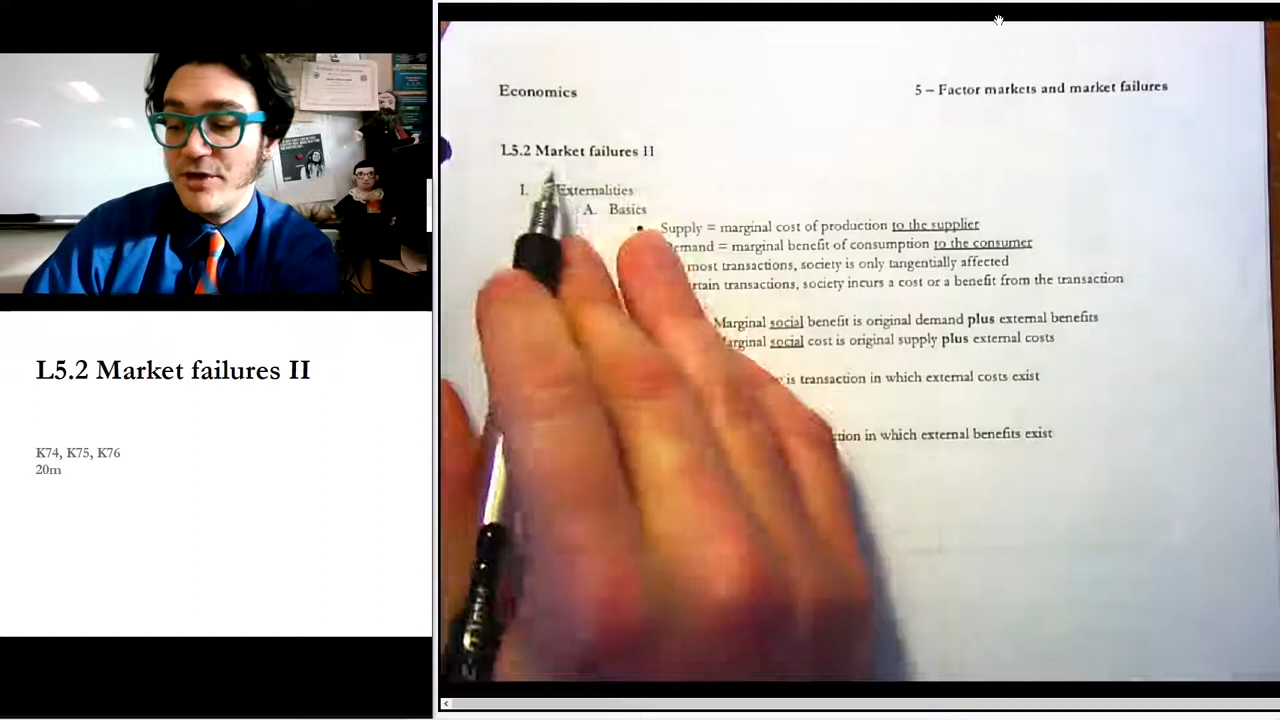 L5.2 Market failures II
K74, K75, K76
20m
Economics
5 – Factor markets and market failures
L5.2 Market failures II
I. Externalities
A. Basics
Supply = marginal cost of production to the supplier
= marginal benefit of consumption to the consumer
most transactions, society is only tangentially affected
transactions, society incurs a cost or a benefit from the transaction
Marginal social benefit is original demand plus external benefits
social cost is original supply plus external costs
is transaction in which external costs exist
in which external benefits exist